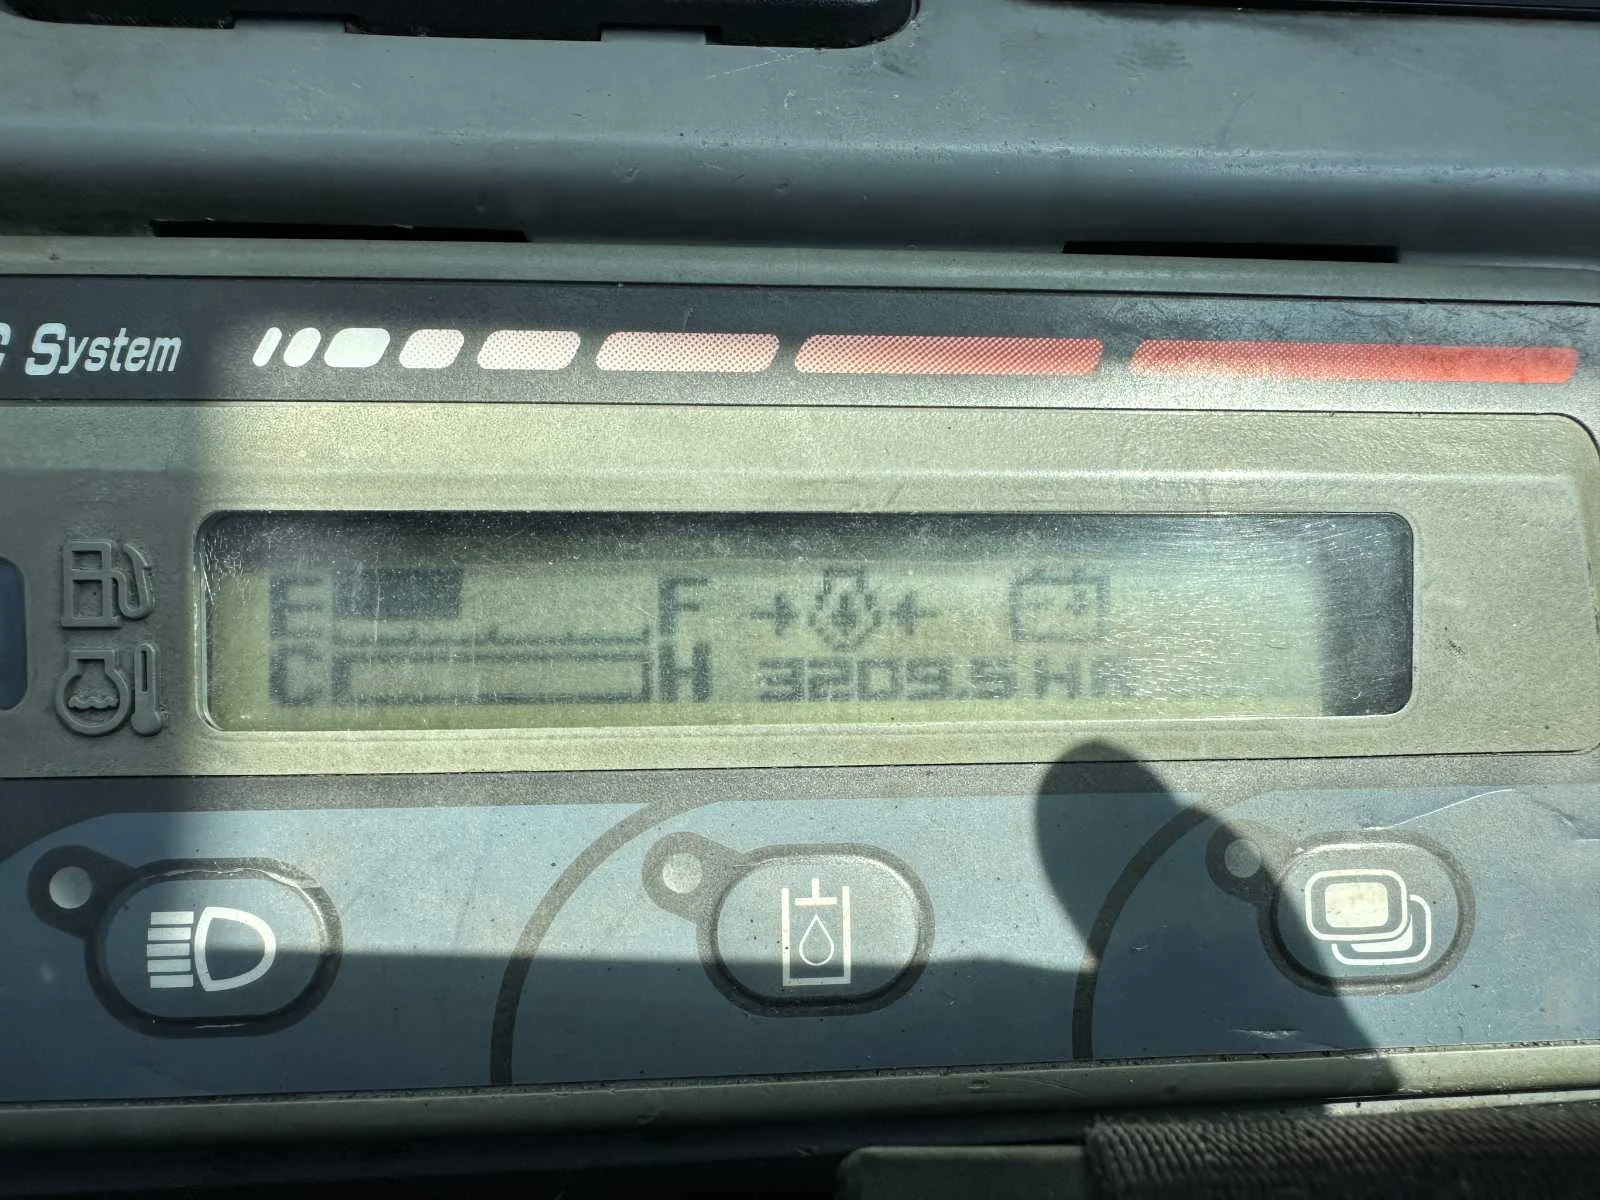 System
E F
C H 3209.5 HR